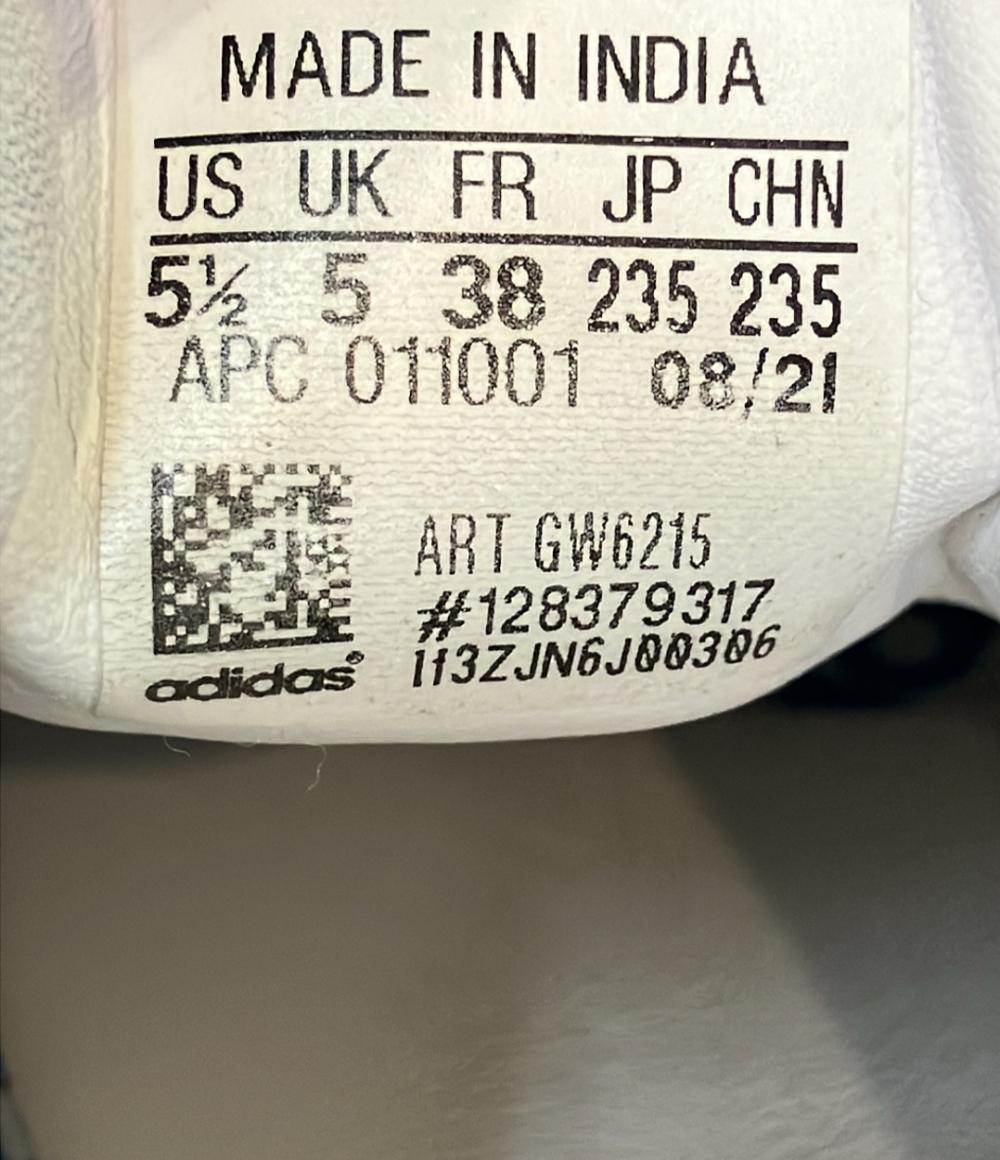 MADE IN INDIA
US UK FR JP CHN
5½ 5 38 235 235
APC 011001 08/21
ART GW6215
#128379317
113ZJN6J00306
adidas®